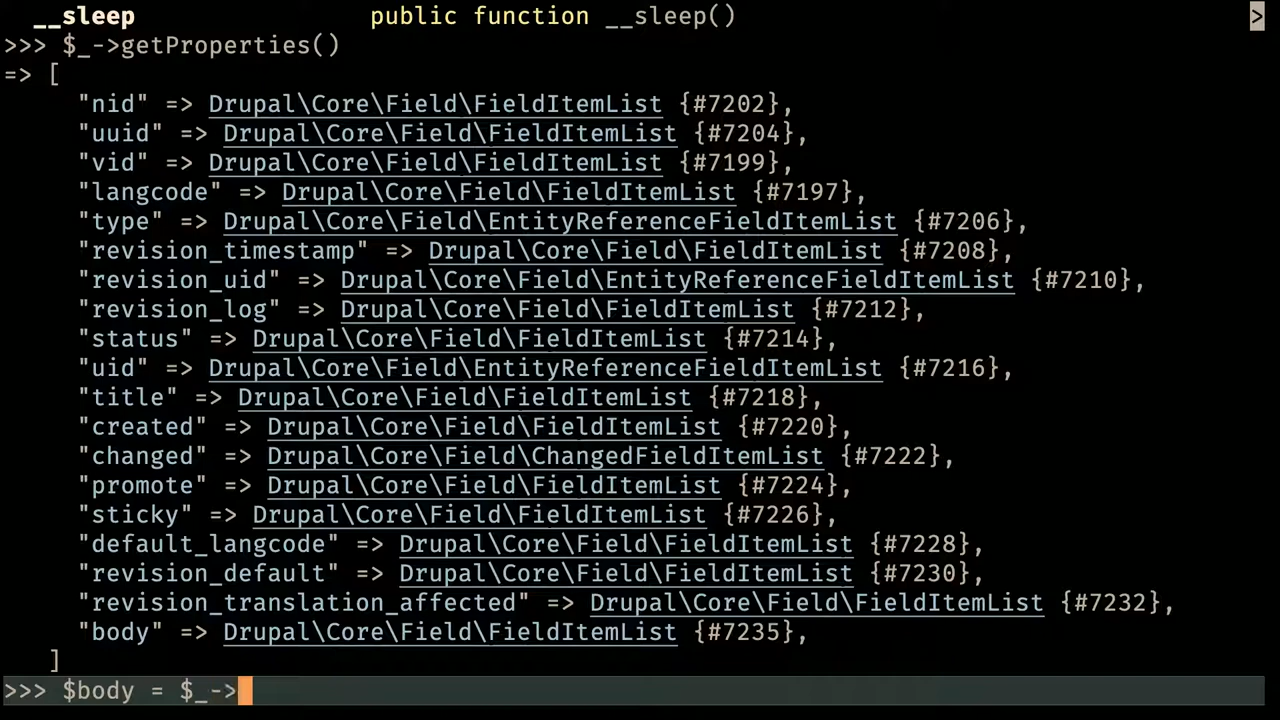 __sleep public function __sleep() >
>>> $_->getProperties()
=> [
"nid" => Drupal\Core\Field\FieldItemList {#7202},
"uuid" => Drupal\Core\Field\FieldItemList {#7204},
"vid" => Drupal\Core\Field\FieldItemList {#7199},
"langcode" => Drupal\Core\Field\FieldItemList {#7197},
"type" => Drupal\Core\Field\EntityReferenceFieldItemList {#7206},
"revision_timestamp" => Drupal\Core\Field\FieldItemList {#7208},
"revision_uid" => Drupal\Core\Field\EntityReferenceFieldItemList {#7210},
"revision_log" => Drupal\Core\Field\FieldItemList {#7212},
"status" => Drupal\Core\Field\FieldItemList {#7214},
"uid" => Drupal\Core\Field\EntityReferenceFieldItemList {#7216},
"title" => Drupal\Core\Field\FieldItemList {#7218},
"created" => Drupal\Core\Field\FieldItemList {#7220},
"changed" => Drupal\Core\Field\ChangedFieldItemList {#7222},
"promote" => Drupal\Core\Field\FieldItemList {#7224},
"sticky" => Drupal\Core\Field\FieldItemList {#7226},
"default_langcode" => Drupal\Core\Field\FieldItemList {#7228},
"revision_default" => Drupal\Core\Field\FieldItemList {#7230},
"revision_translation_affected" => Drupal\Core\Field\FieldItemList {#7232},
"body" => Drupal\Core\Field\FieldItemList {#7235},
]
>>> $body = $_->